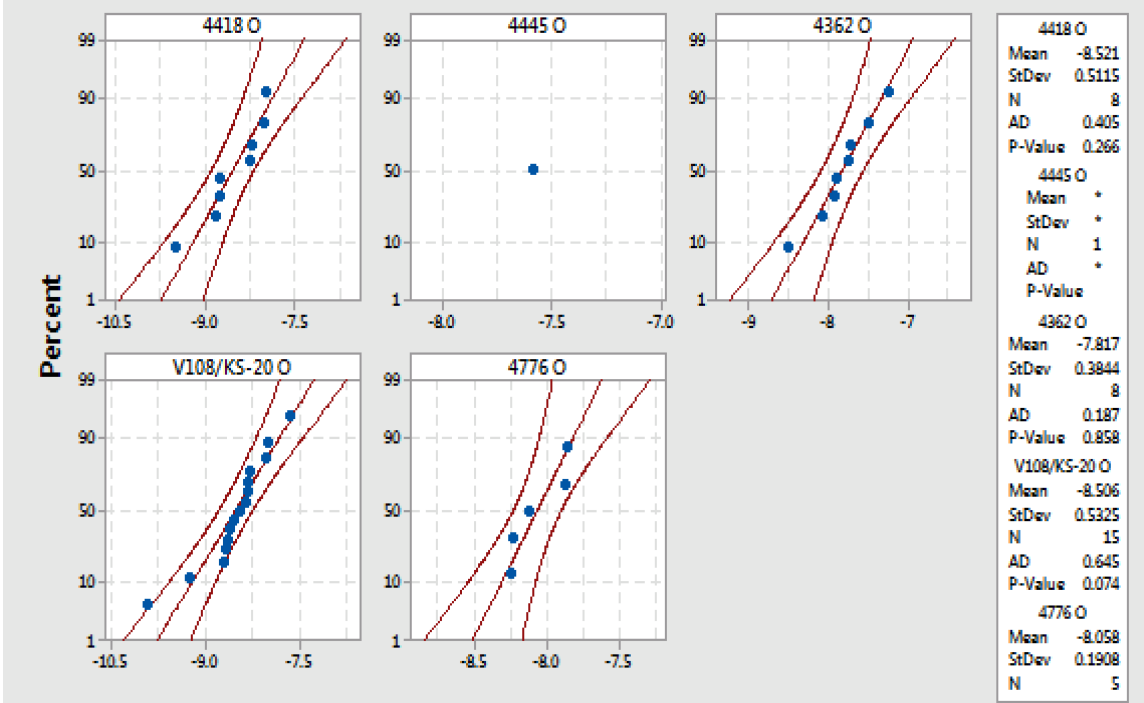 4418 O
99
90
50
10
1
-10.5 -9.0 -7.5
4445 O
99
90
50
10
1
-8.0 -7.5 -7.0
4362 O
99
90
50
10
1
-9 -8 -7
Percent
V108/KS-20 O
99
90
50
10
1
-10.5 -9.0 -7.5
4776 O
99
90
50
10
1
-8.5 -8.0 -7.5
4418 O
Mean -8.521
StDev 0.5115
N 8
AD 0.405
P-Value 0.266
4445 O
Mean *
StDev *
N 1
AD *
P-Value
4362 O
Mean -7.817
StDev 0.3844
N 8
AD 0.187
P-Value 0.858
V108/KS-20 O
Mean -8.506
StDev 0.5325
N 15
AD 0.645
P-Value 0.074
4776 O
Mean -8.058
StDev 0.1908
N 5